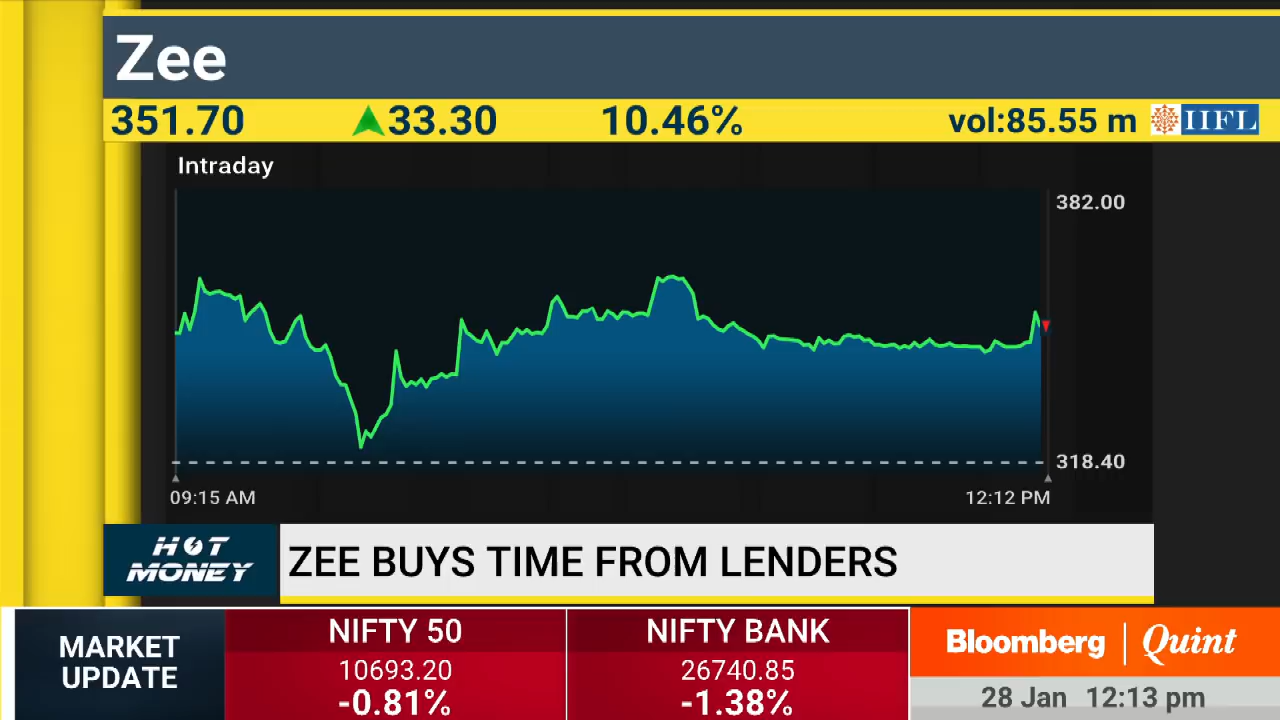 Zee
351.70 ▲33.30 10.46% vol:85.55 m IIFL
Intraday
382.00
318.40
09:15 AM 12:12 PM
HOT MONEY
ZEE BUYS TIME FROM LENDERS
MARKET UPDATE
NIFTY 50
10693.20
-0.81%
NIFTY BANK
26740.85
-1.38%
Bloomberg | Quint
28 Jan 12:13 pm